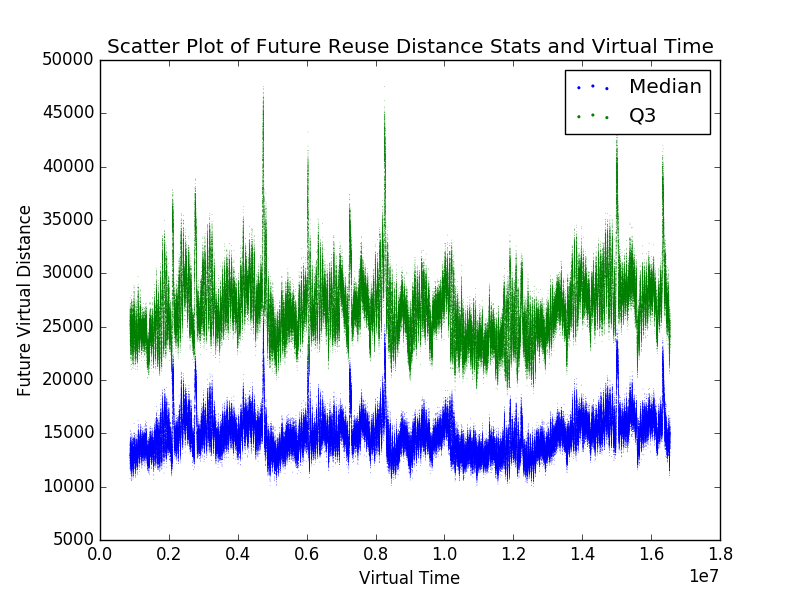 Scatter Plot of Future Reuse Distance Stats and Virtual Time
50000
45000
40000
35000
30000
25000
20000
15000
10000
5000
Future Virtual Distance
Median
Q3
0.0 0.2 0.4 0.6 0.8 1.0 1.2 1.4 1.6 1.8
1e7
Virtual Time